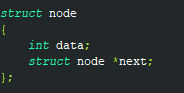 struct node
{
int data;
struct node *next;
};